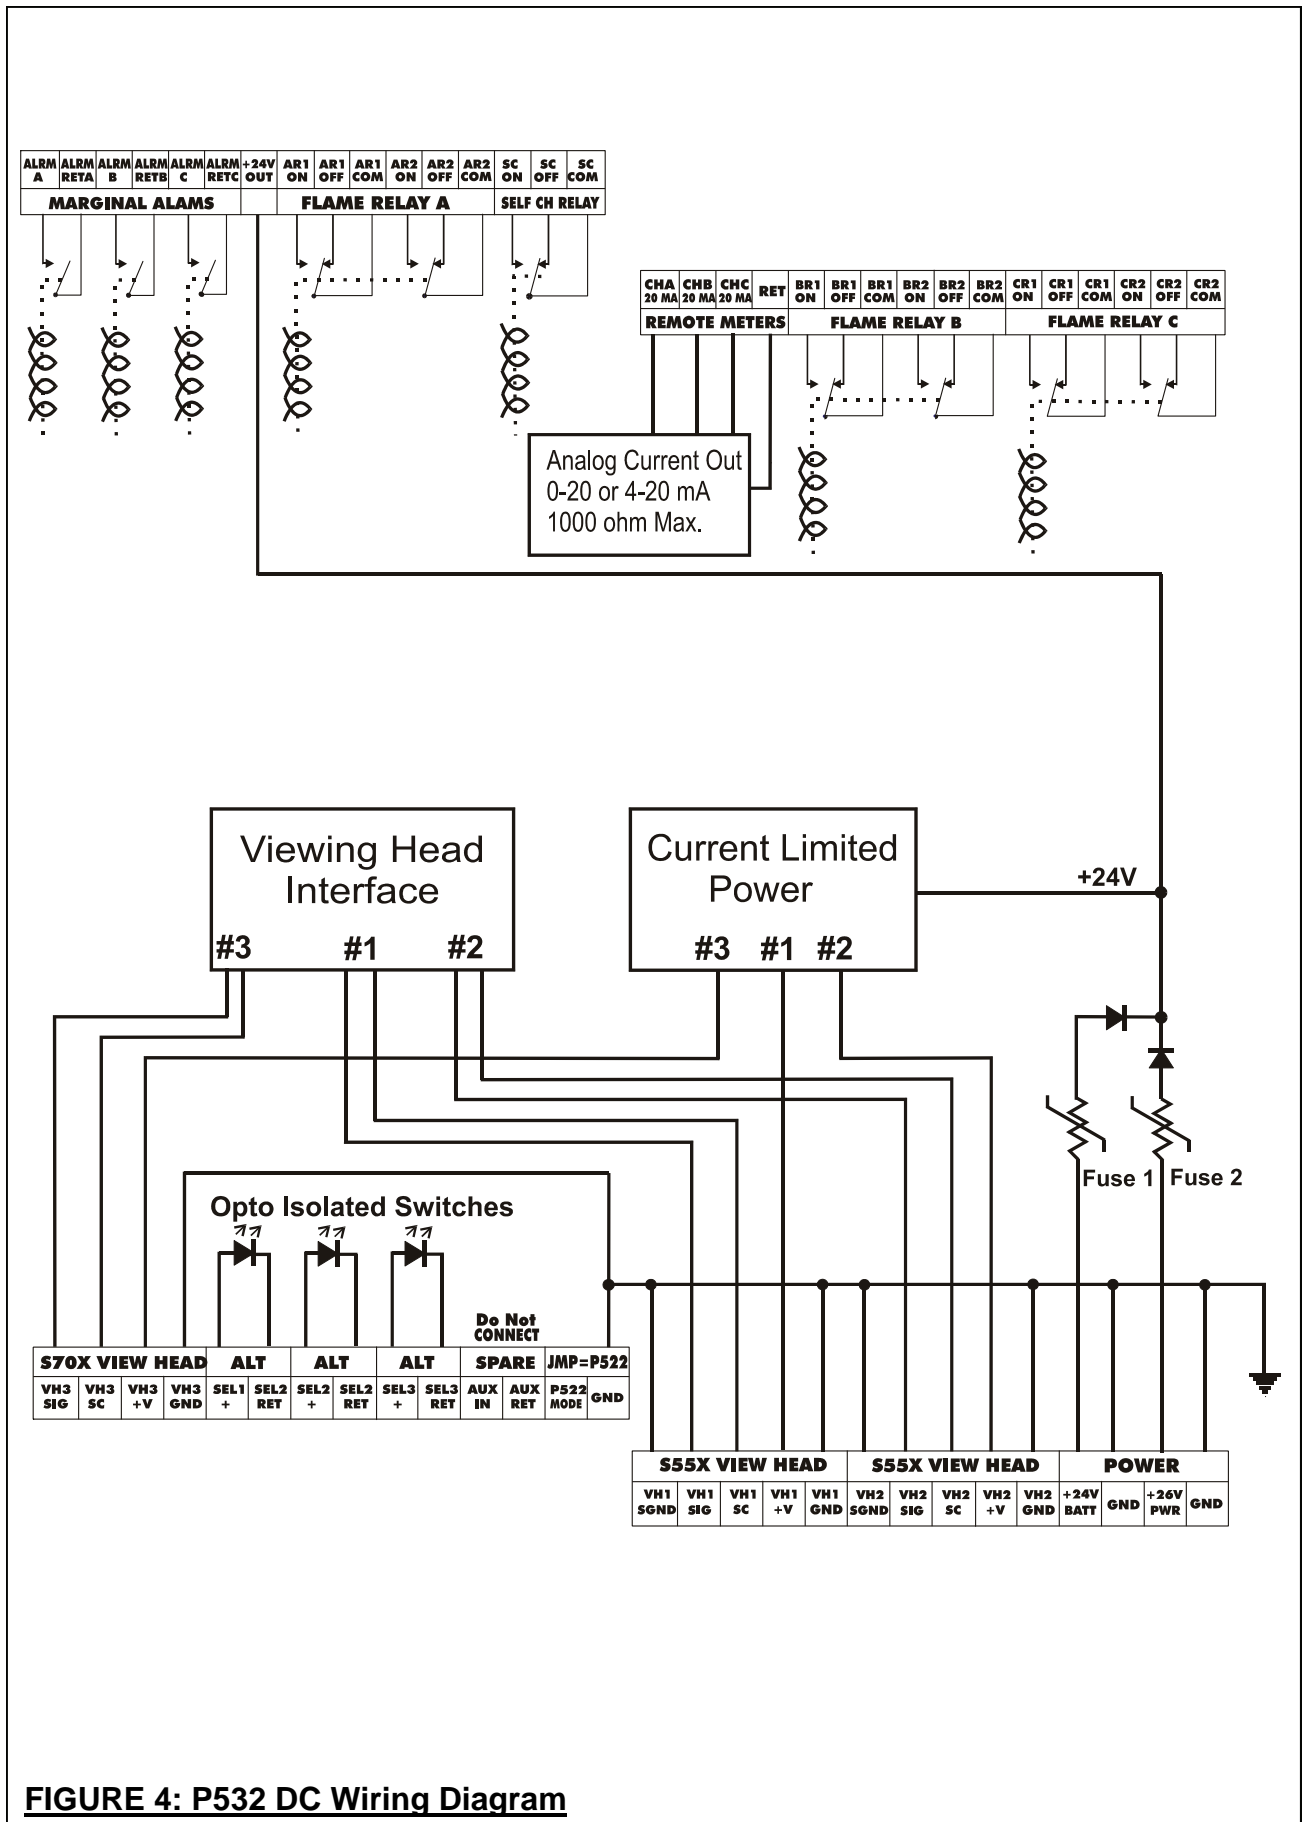 ALRM A ALRM RETA ALRM B ALRM RETB ALRM C ALRM RETC +24V OUT AR1 ON AR1 OFF AR1 COM AR2 ON AR2 OFF AR2 COM SC ON SC OFF SC COM
MARGINAL ALAMS FLAME RELAY A SELF CH RELAY
CHA 20 MA CHB 20 MA CHC 20 MA RET BR1 ON BR1 OFF BR1 COM BR2 ON BR2 OFF BR2 COM CR1 ON CR1 OFF CR1 COM CR2 ON CR2 OFF CR2 COM
REMOTE METERS FLAME RELAY B FLAME RELAY C
Analog Current Out
0-20 or 4-20 mA
1000 ohm Max.
Viewing Head
Interface
#3 #1 #2
Current Limited
Power
#3 #1 #2
+24V
Fuse 1 Fuse 2
Opto Isolated Switches
Do Not
CONNECT
S70X VIEW HEAD ALT ALT ALT SPARE JMP=P522
VH3 SIG VH3 SC VH3 +V VH3 GND SEL1 + SEL2 RET SEL2 + SEL2 RET SEL3 + SEL3 RET AUX IN AUX RET P522 MODE GND
S55X VIEW HEAD S55X VIEW HEAD POWER
VH1 SGND VH1 SIG VH1 SC VH1 +V VH1 GND VH2 SGND VH2 SIG VH2 SC VH2 +V VH2 GND +24V BATT GND +26V PWR GND
FIGURE 4: P532 DC Wiring Diagram